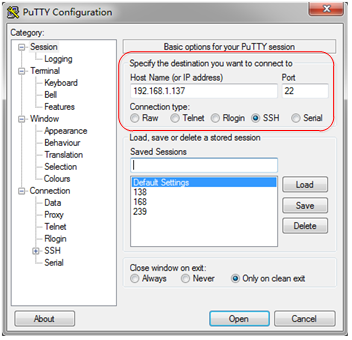 PuTTY Configuration
Category:
Session
Logging
Terminal
Keyboard
Bell
Features
Window
Appearance
Behaviour
Translation
Selection
Colours
Connection
Data
Proxy
Telnet
Rlogin
SSH
Serial
Basic options for your PuTTY session
Specify the destination you want to connect to
Host Name (or IP address) Port
192.168.1.137 22
Connection type:
Raw Telnet Rlogin SSH Serial
Load, save or delete a stored session
Saved Sessions
Default Settings
138
168
239
Load
Save
Delete
Close window on exit:
Always Never Only on clean exit
About Open Cancel